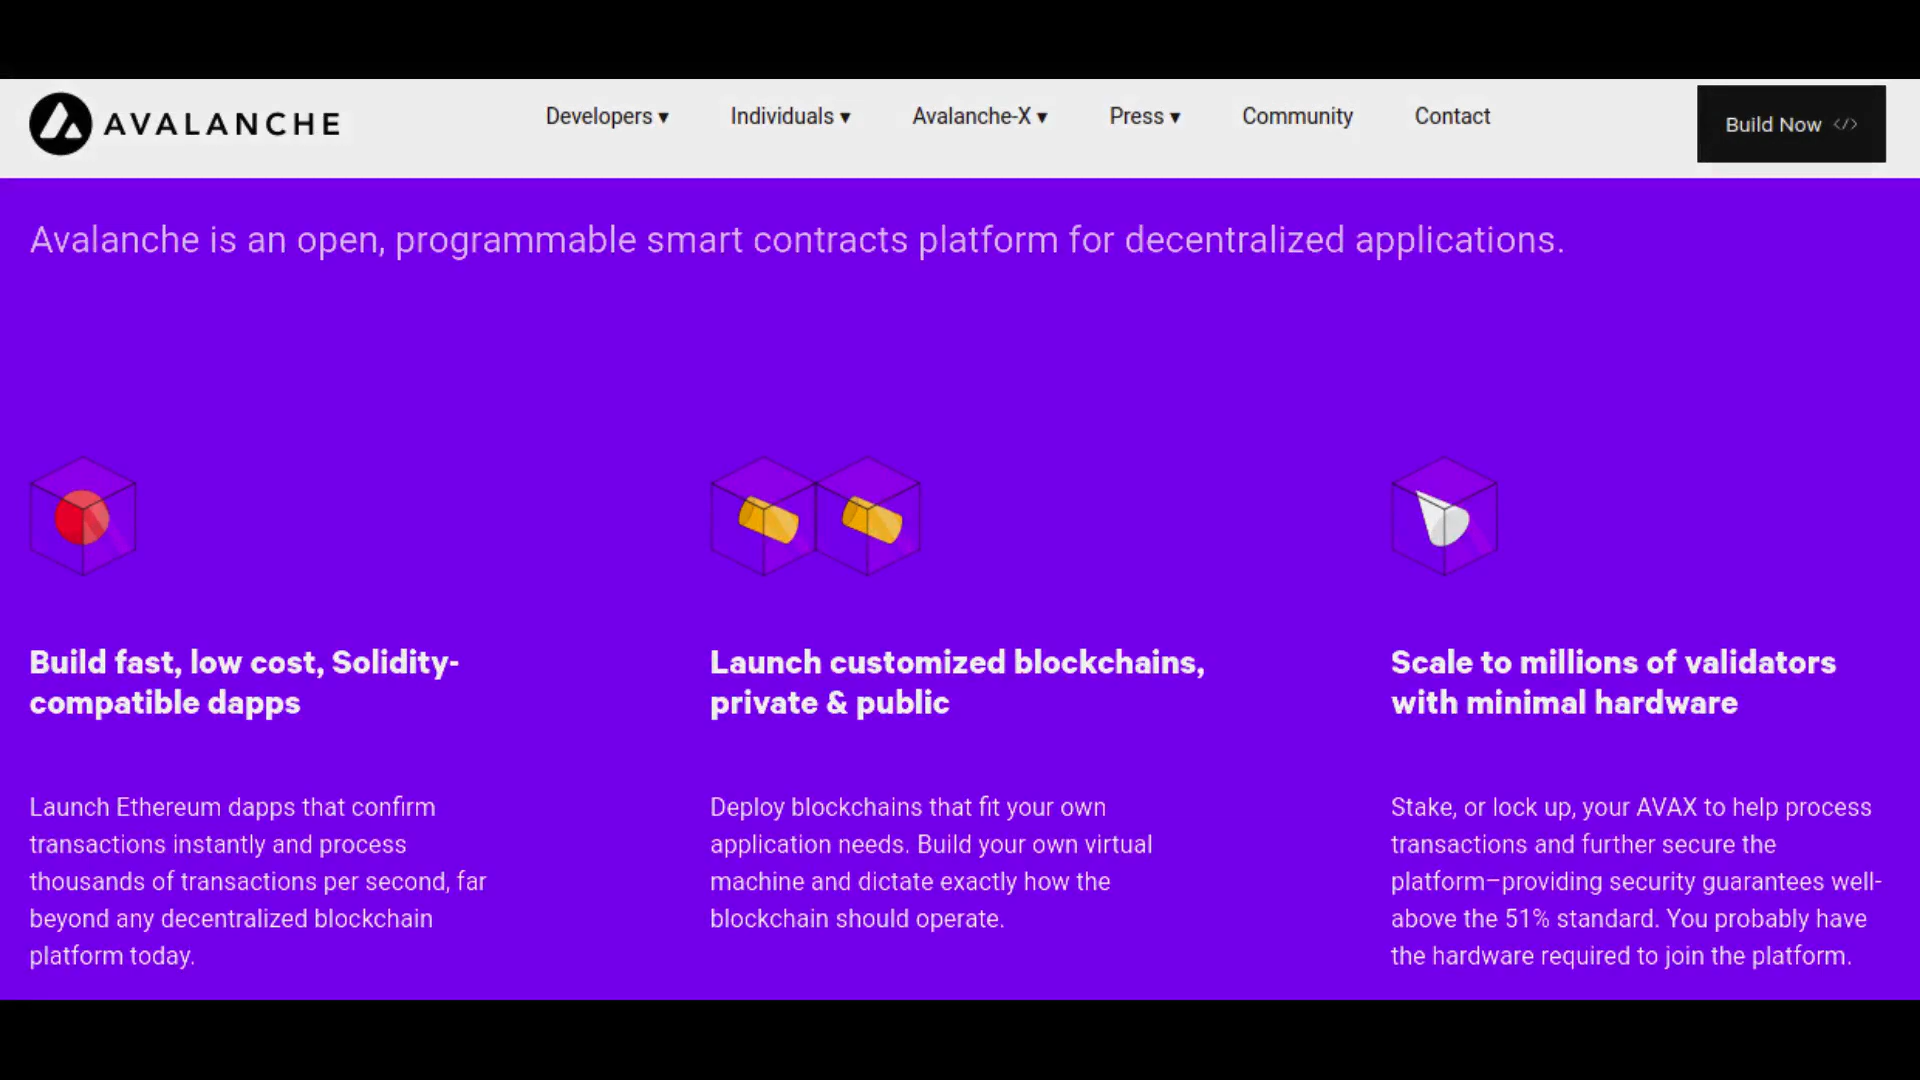 AVALANCHE
Developers ▾ Individuals ▾ Avalanche-X ▾ Press ▾ Community Contact
Build Now </>
Avalanche is an open, programmable smart contracts platform for decentralized applications.
Build fast, low cost, Solidity-
compatible dapps
Launch Ethereum dapps that confirm
transactions instantly and process
thousands of transactions per second, far
beyond any decentralized blockchain
platform today.
Launch customized blockchains,
private & public
Deploy blockchains that fit your own
application needs. Build your own virtual
machine and dictate exactly how the
blockchain should operate.
Scale to millions of validators
with minimal hardware
Stake, or lock up, your AVAX to help process
transactions and further secure the
platform–providing security guarantees well-
above the 51% standard. You probably have
the hardware required to join the platform.